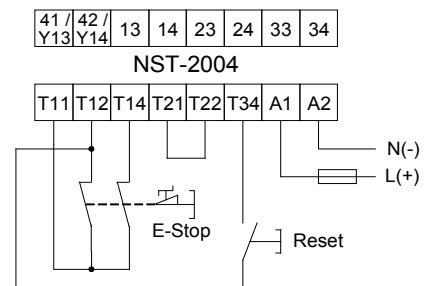 41 / Y13 42 / Y14 13 14 23 24 33 34
NST-2004
T11 T12 T14 T21 T22 T34 A1 A2
N(-)
L(+)
E-Stop
Reset